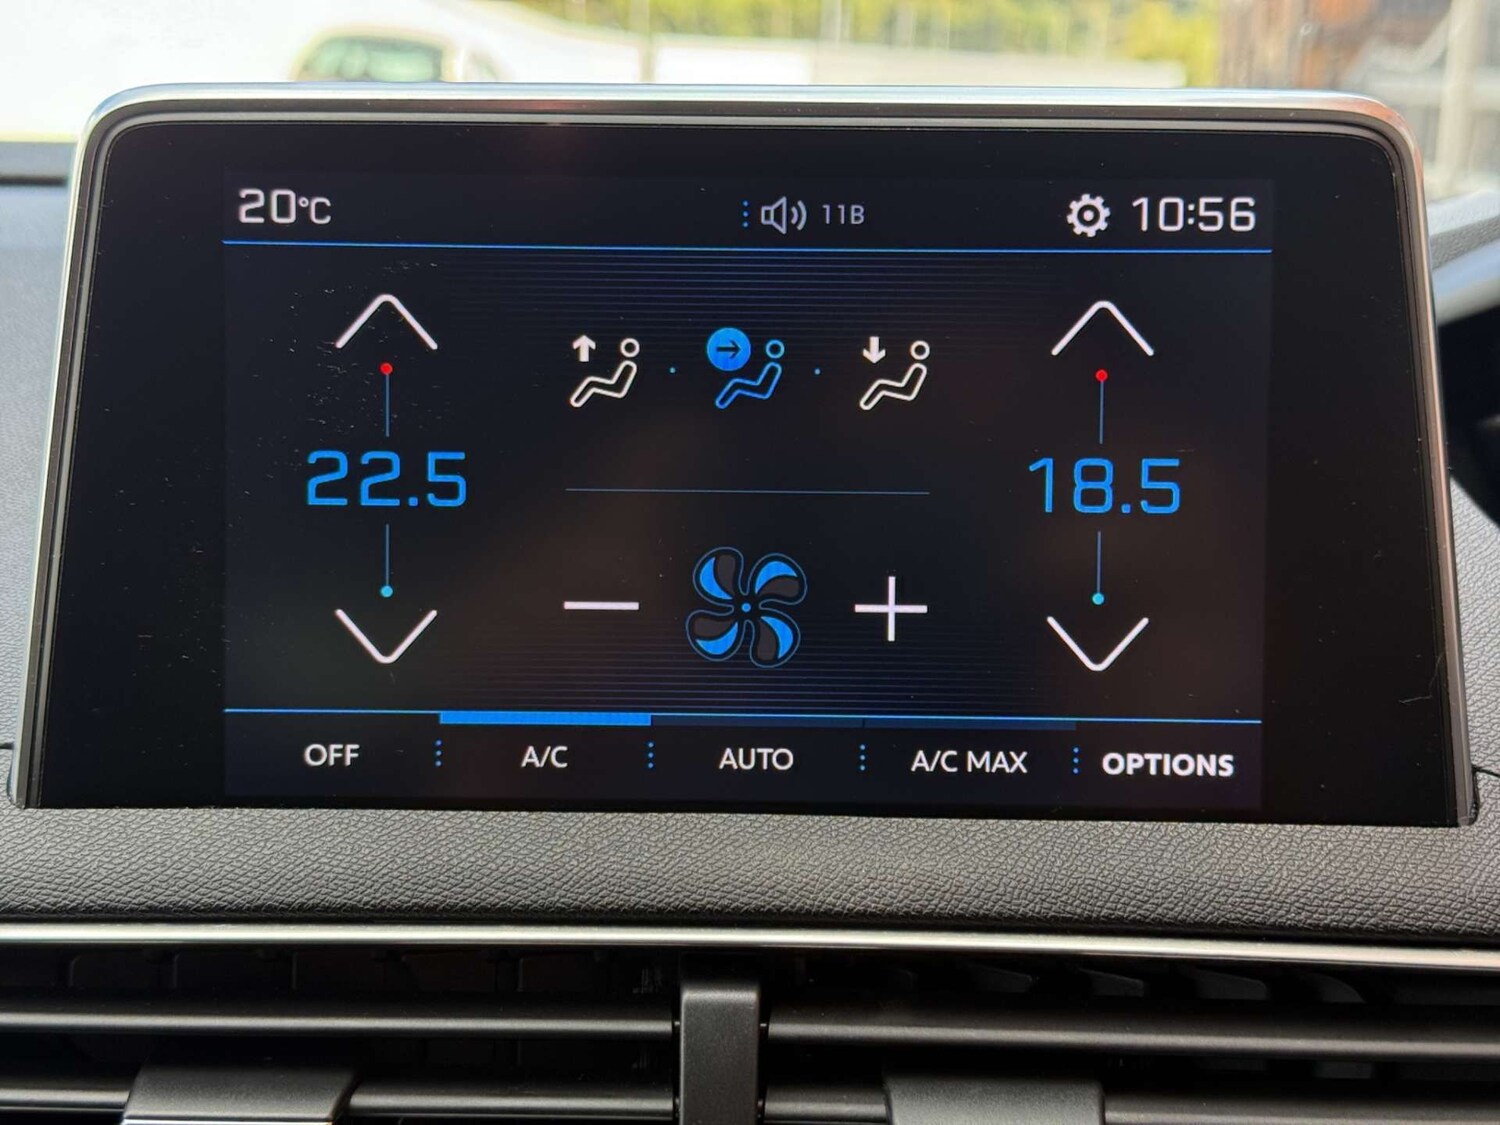 20°C 11B 10:56
22.5 18.5
OFF A/C AUTO A/C MAX OPTIONS